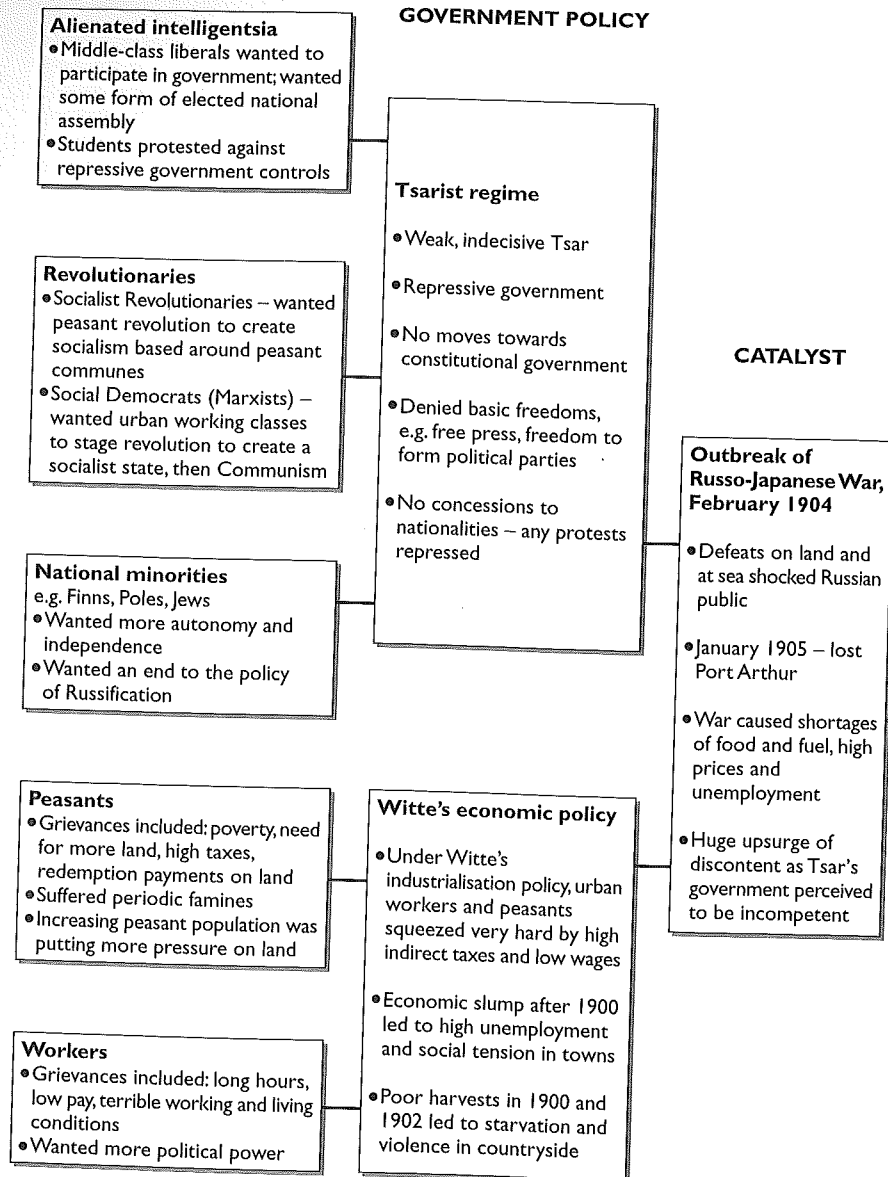 GOVERNMENT POLICY
Alienated intelligentsia
• Middle-class liberals wanted to
participate in government; wanted
some form of elected national
assembly
• Students protested against
repressive government controls
Revolutionaries
• Socialist Revolutionaries – wanted
peasant revolution to create
socialism based around peasant
communes
• Social Democrats (Marxists) –
wanted urban working classes
to stage revolution to create a
socialist state, then Communism
National minorities
e.g. Finns, Poles, Jews
• Wanted more autonomy and
independence
• Wanted an end to the policy
of Russification
Tsarist regime
• Weak, indecisive Tsar
• Repressive government
• No moves towards
constitutional government
• Denied basic freedoms,
e.g. free press, freedom to
form political parties
• No concessions to
nationalities – any protests
repressed
Peasants
• Grievances included: poverty, need
for more land, high taxes,
redemption payments on land
• Suffered periodic famines
• Increasing peasant population was
putting more pressure on land
Workers
• Grievances included: long hours,
low pay, terrible working and living
conditions
• Wanted more political power
Witte's economic policy
• Under Witte's
industrialisation policy, urban
workers and peasants
squeezed very hard by high
indirect taxes and low wages
• Economic slump after 1900
led to high unemployment
and social tension in towns
• Poor harvests in 1900 and
1902 led to starvation and
violence in countryside
CATALYST
Outbreak of
Russo-Japanese War,
February 1904
• Defeats on land and
at sea shocked Russian
public
• January 1905 – lost
Port Arthur
• War caused shortages
of food and fuel, high
prices and
unemployment
• Huge upsurge of
discontent as Tsar's
government perceived
to be incompetent